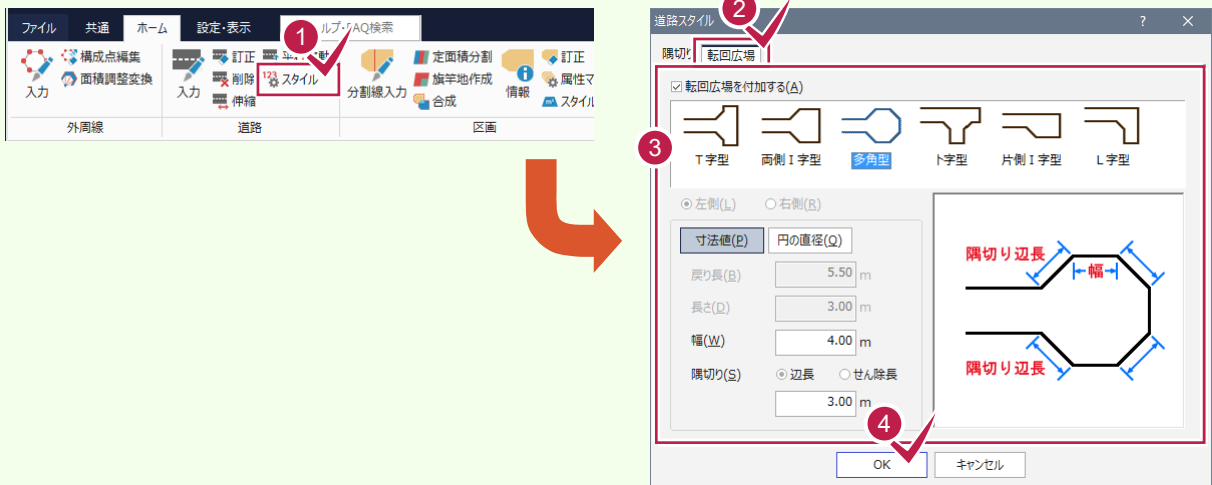 ファイル 共通 ホーム 設定・表示 ルプ・FAQ検索
1
入力
構成点編集
面積調整変換
外周線
入力
訂正
削除
伸縮
スタイル
道路
分割線入力
定面積分割
旗竿地作成
合成
情報
訂正
属性マ
スタイル
区画
道路スタイル ? ×
2
隅切り 転回広場
3
転回広場を付加する(A)
T字型 両側I字型 多角型 ト字型 片側I字型 L字型
左側(L) 右側(R)
寸法値(P) 円の直径(Q)
戻り長(B) 5.50 m
長さ(D) 3.00 m
幅(W) 4.00 m
隅切り(S) 辺長 せん除長
3.00 m
隅切り辺長
幅
隅切り辺長
4
OK キャンセル